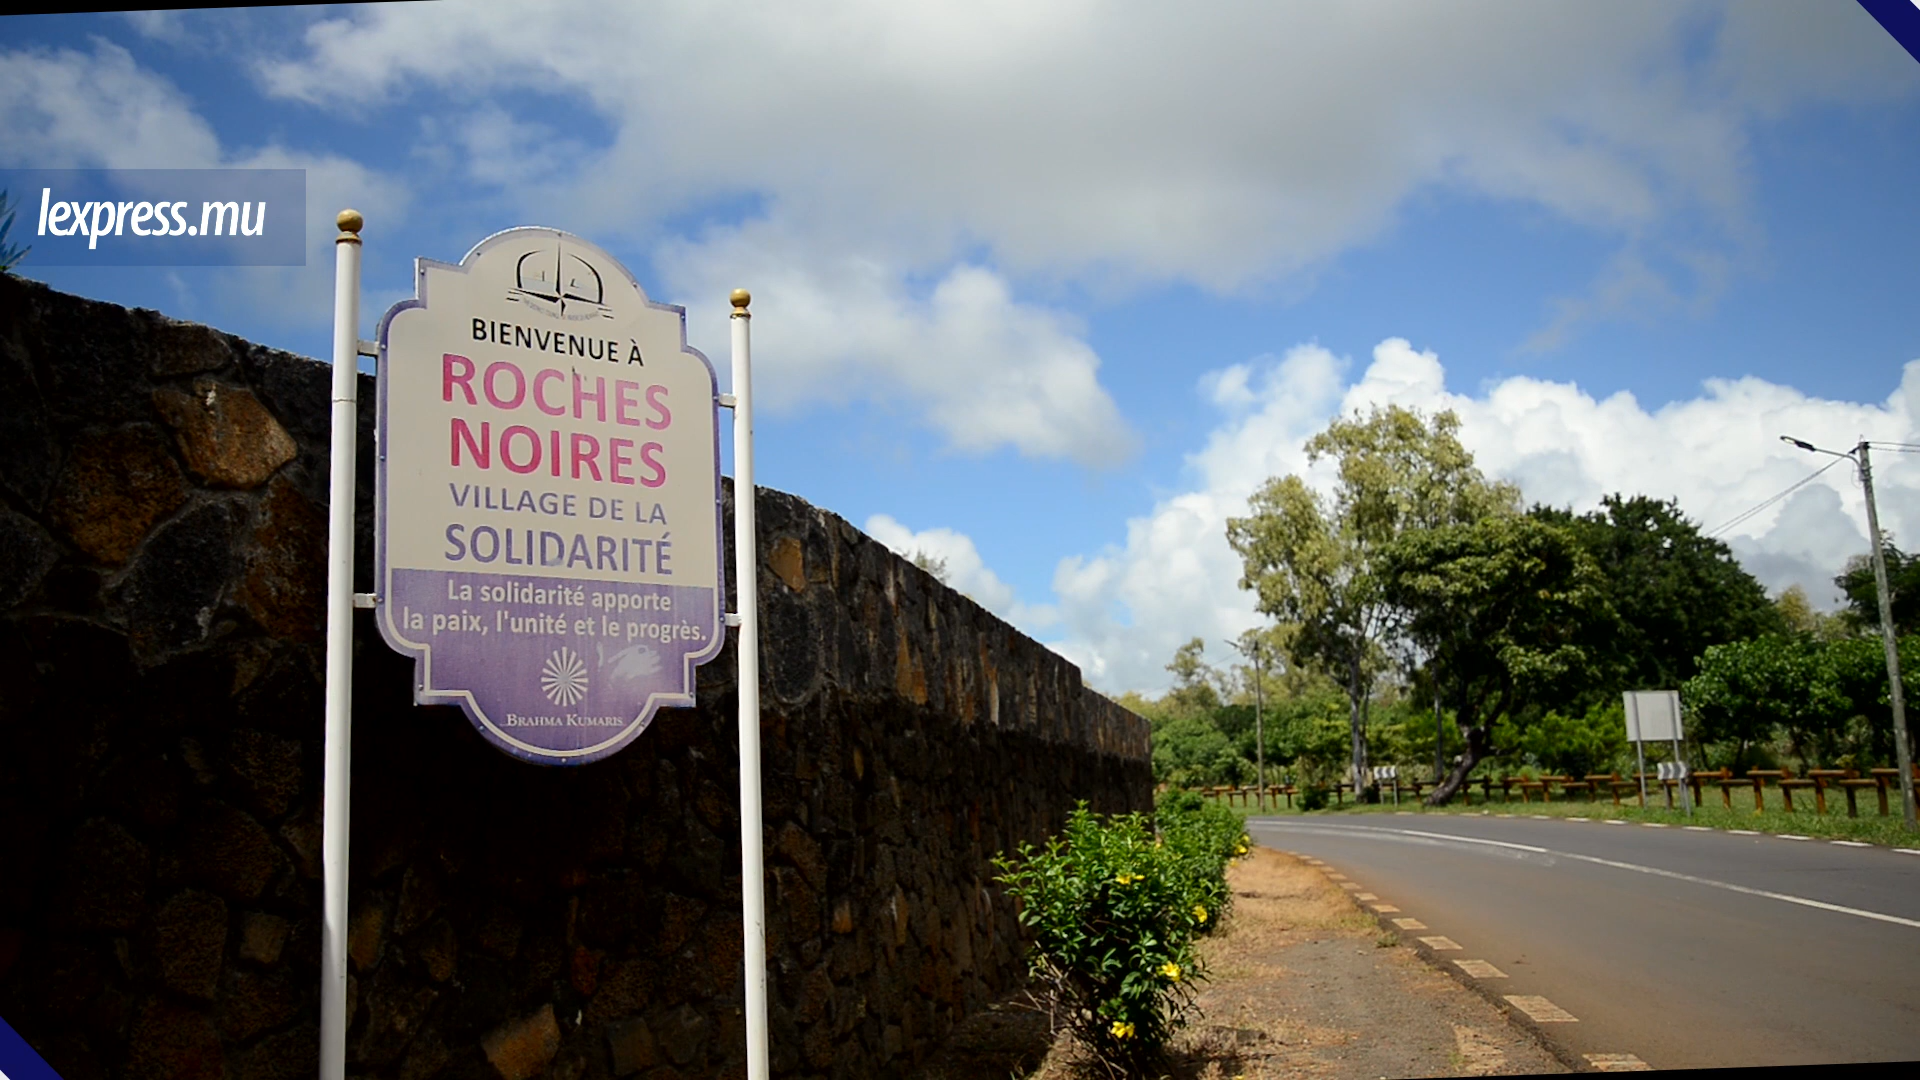 lexpress.mu
BIENVENUE À
ROCHES
NOIRES
VILLAGE DE LA
SOLIDARITÉ
La solidarité apporte
la paix, l'unité et le progrès.
BRAHMA KUMARIS